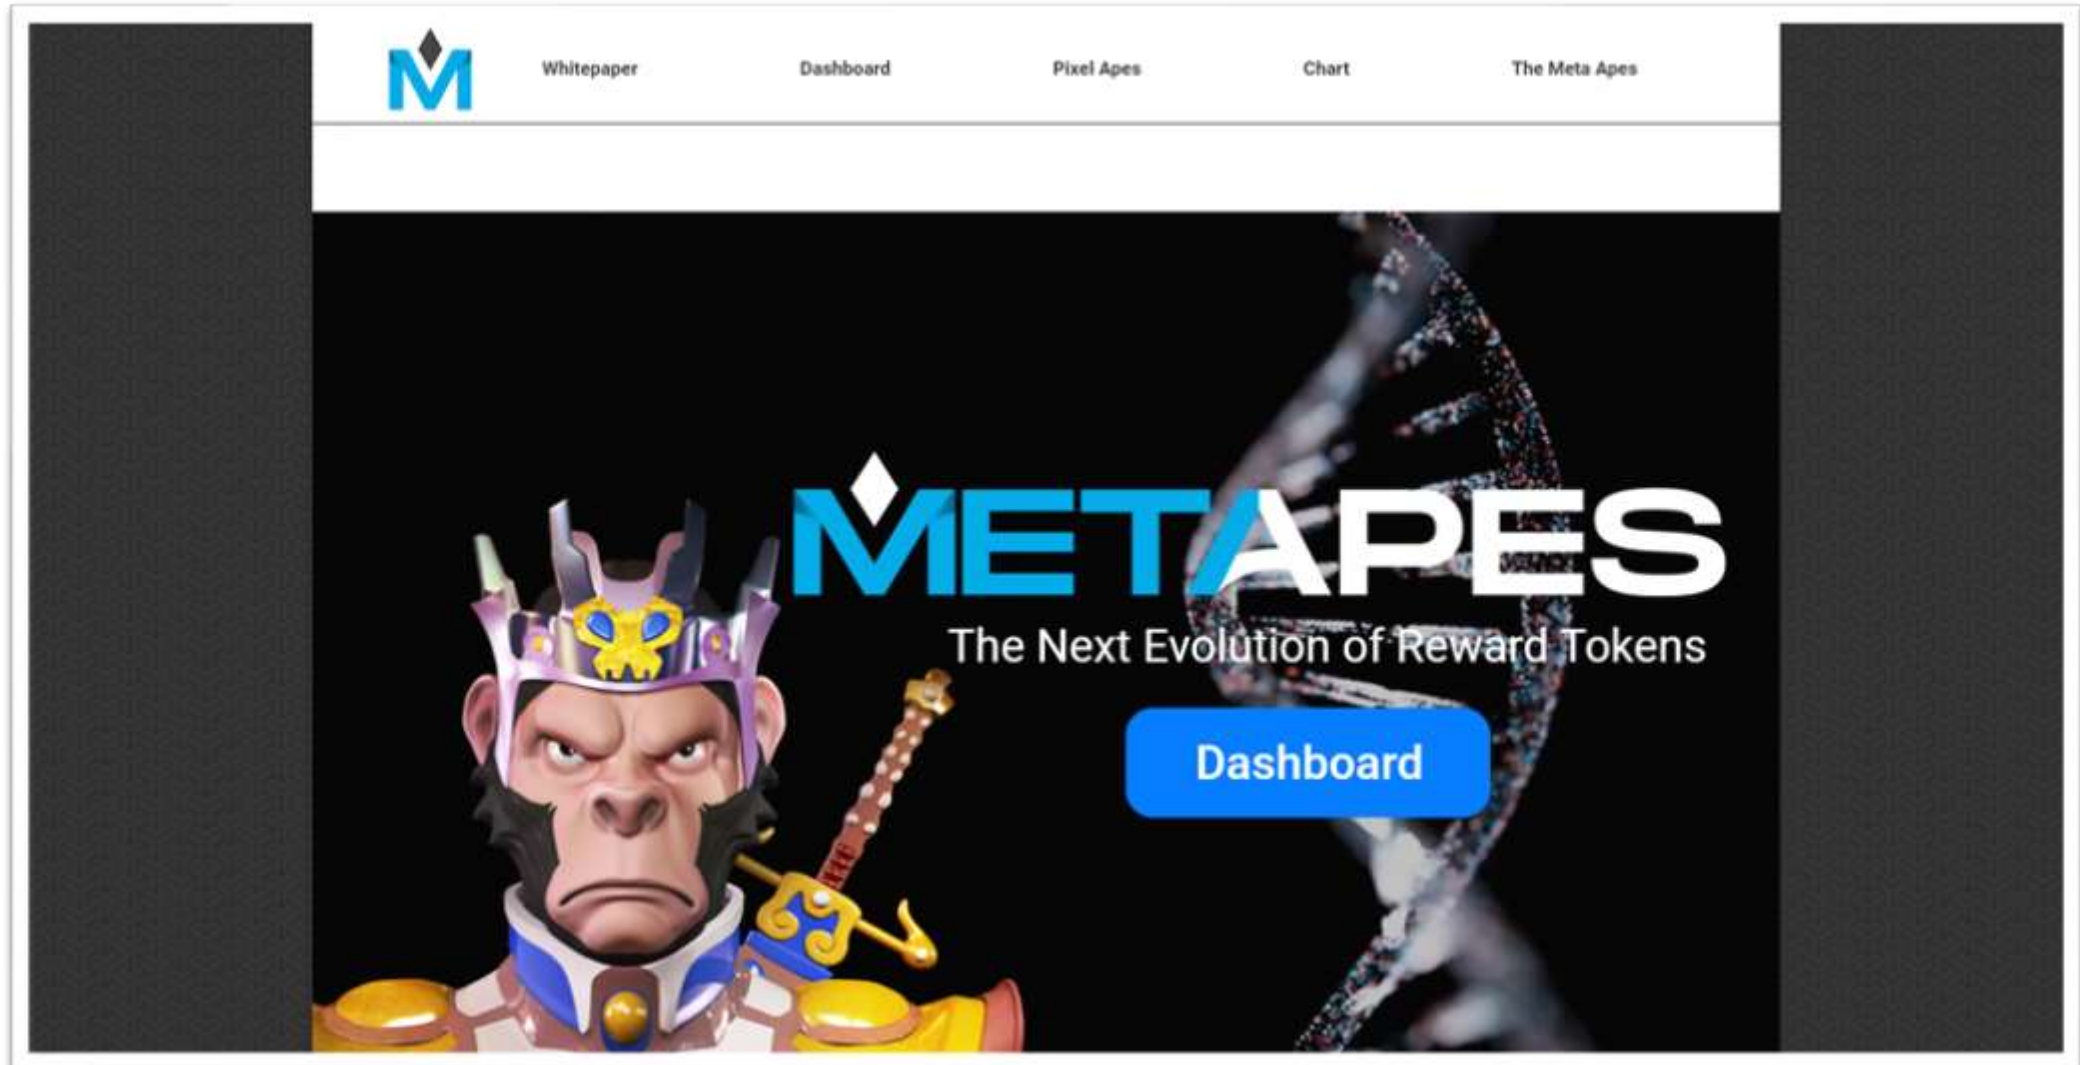 M
Whitepaper
Dashboard
Pixel Apes
Chart
The Meta Apes
METAPES
The Next Evolution of Reward Tokens
Dashboard